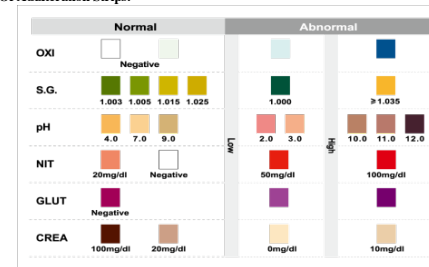 Normal Abnormal
OXI
Negative
S.G.
1.003 1.005 1.015 1.025 1.000 ≥1.035
pH
4.0 7.0 9.0 2.0 3.0 10.0 11.0 12.0
Low
High
NIT
20mg/dl Negative 50mg/dl 100mg/dl
GLUT
Negative
CREA
100mg/dl 20mg/dl 0mg/dl 10mg/dl